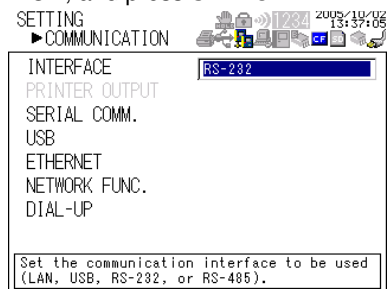 SETTING
1234
2005/10/02
13:37:05
►COMMUNICATION
CF
SD
INTERFACE
RS-232
PRINTER OUTPUT
SERIAL COMM.
USB
ETHERNET
NETWORK FUNC.
DIAL-UP
Set the communication interface to be used
(LAN, USB, RS-232, or RS-485).